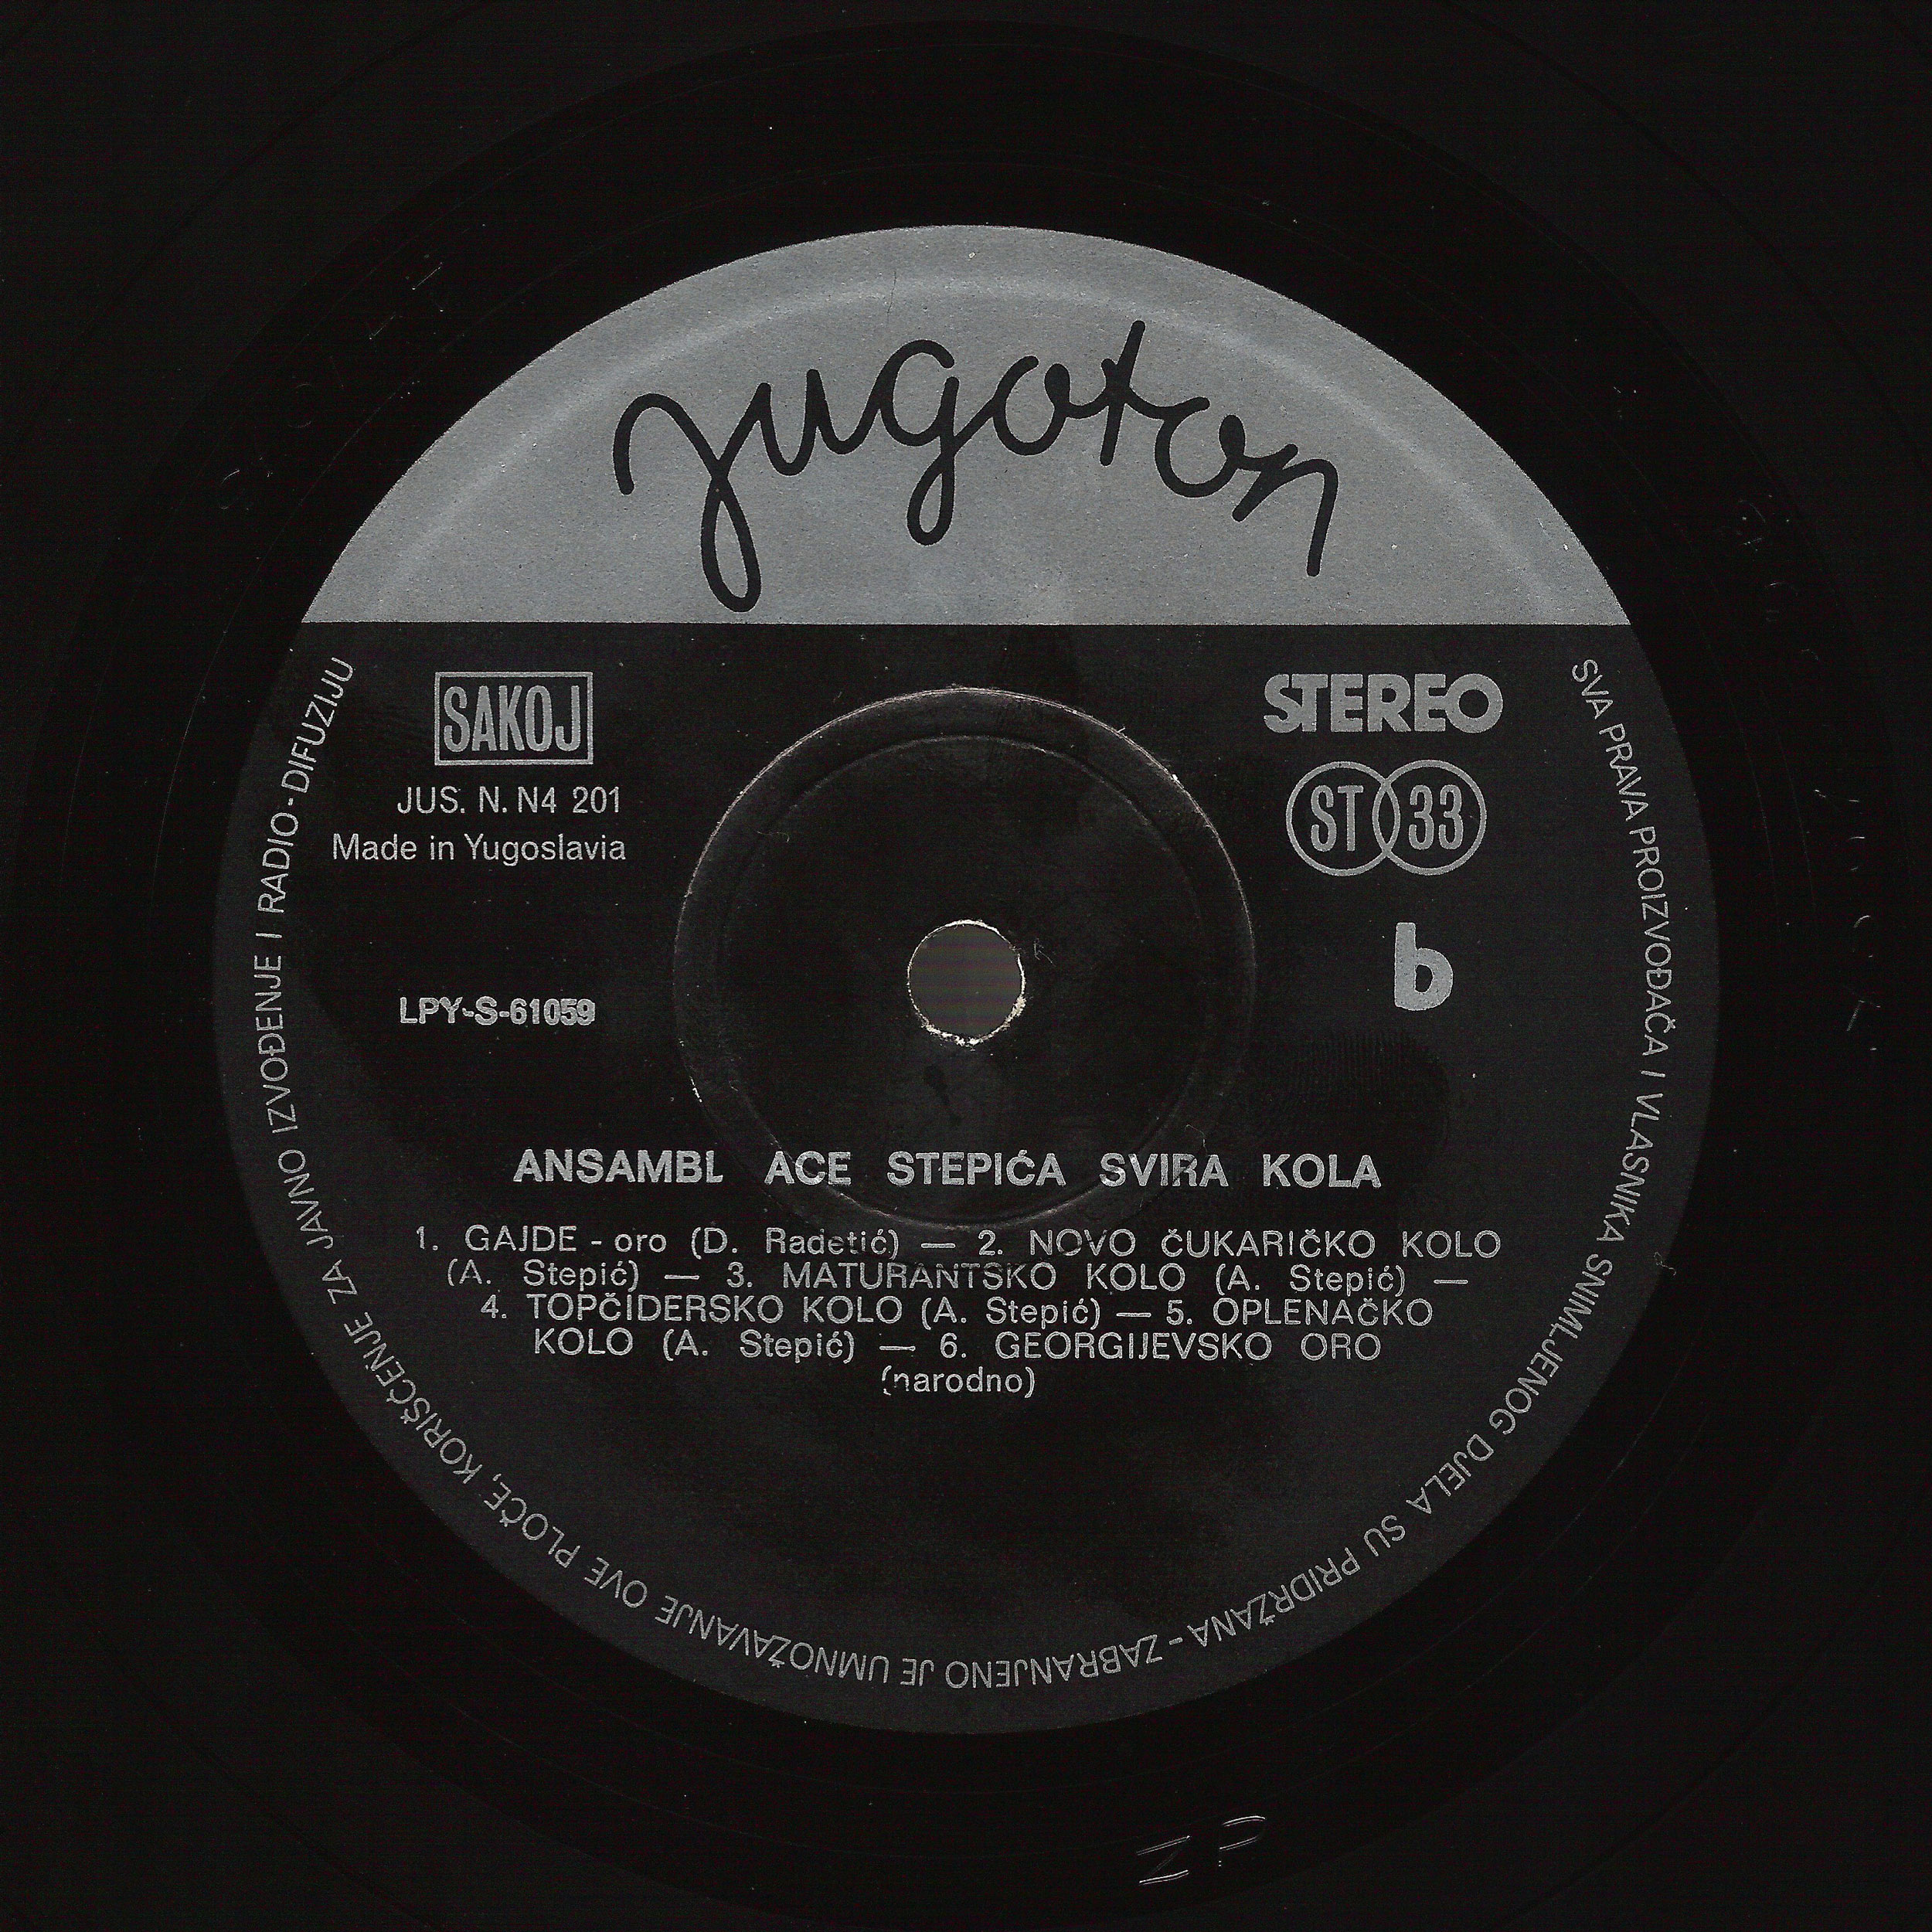 jugoton
SAKOJ
JUS. N. N4 201
Made in Yugoslavia
STEREO
ST 33
b
LPY-S-61059
ANSAMBL ACE STEPIĆA SVIRA KOLA
1. GAJDE - oro (D. Radetić) — 2. NOVO ČUKARIČKO KOLO
(A. Stepić) — 3. MATURANTSKO KOLO (A. Stepić) —
4. TOPČIDERSKO KOLO (A. Stepić) — 5. OPLENAČKO
KOLO (A. Stepić) — 6. GEORGIJEVSKO ORO
(narodno)
SVA PRAVA PROIZVOĐAČA I VLASNIKA SNIMLJENOG DJELA SU PRIDRŽANA - ZABRANJENO JE UMNOŽAVANJE OVE PLOČE, KORIŠĆENJE ZA JAVNO IZVOĐENJE I RADIO-DIFUZIJU
ZP